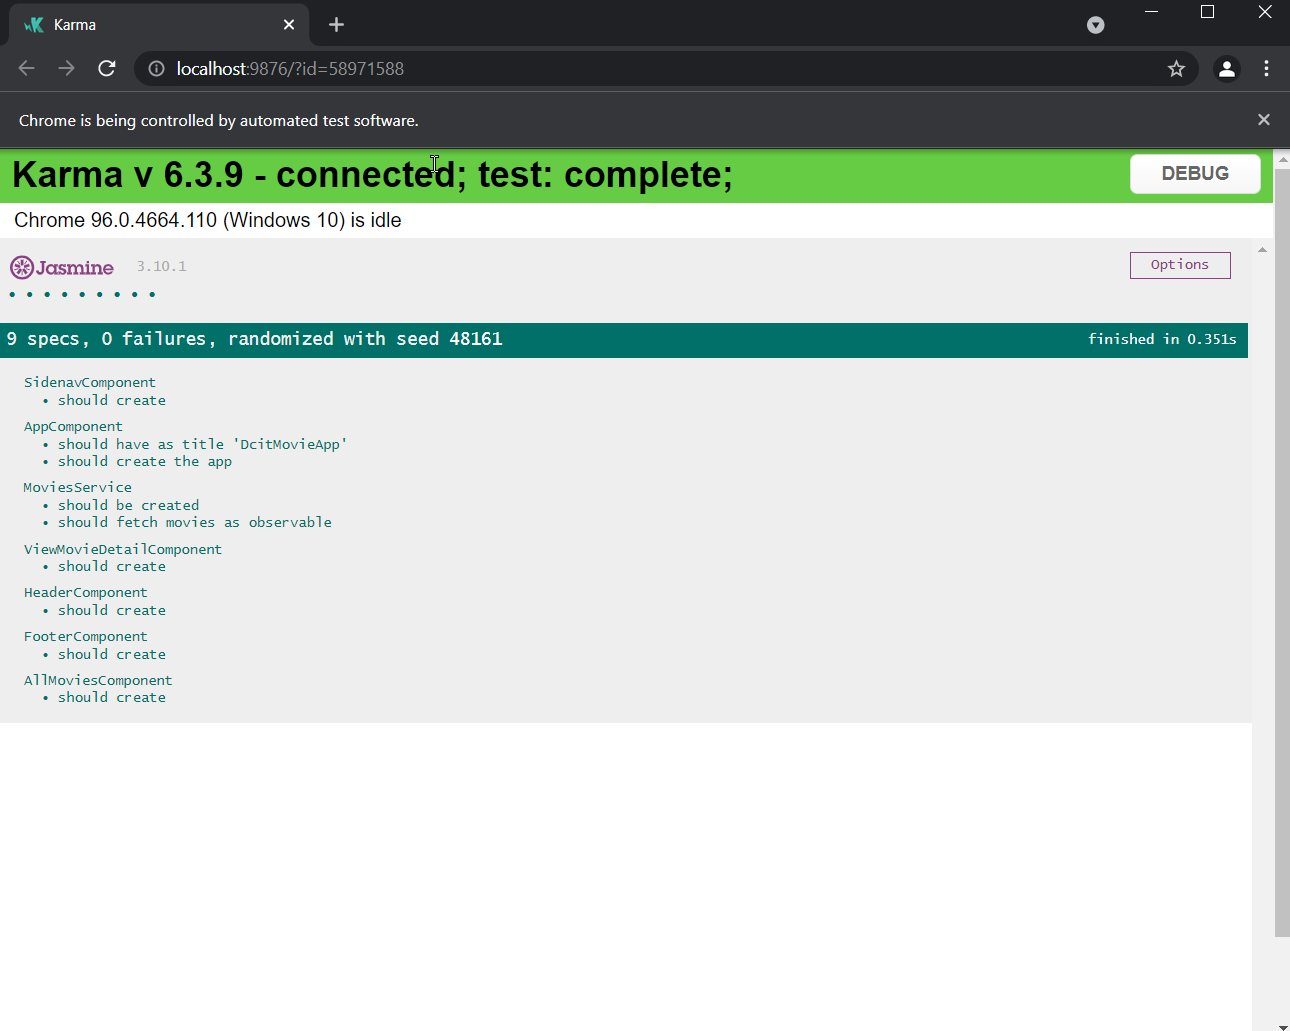 Karma
localhost:9876/?id=58971588
Chrome is being controlled by automated test software.
Karma v 6.3.9 - connected; test: complete;
DEBUG
Chrome 96.0.4664.110 (Windows 10) is idle
Jasmine 3.10.1
Options
9 specs, 0 failures, randomized with seed 48161
finished in 0.351s
SidenavComponent
• should create
AppComponent
• should have as title 'DcitMovieApp'
• should create the app
MoviesService
• should be created
• should fetch movies as observable
ViewMovieDetailComponent
• should create
HeaderComponent
• should create
FooterComponent
• should create
AllMoviesComponent
• should create